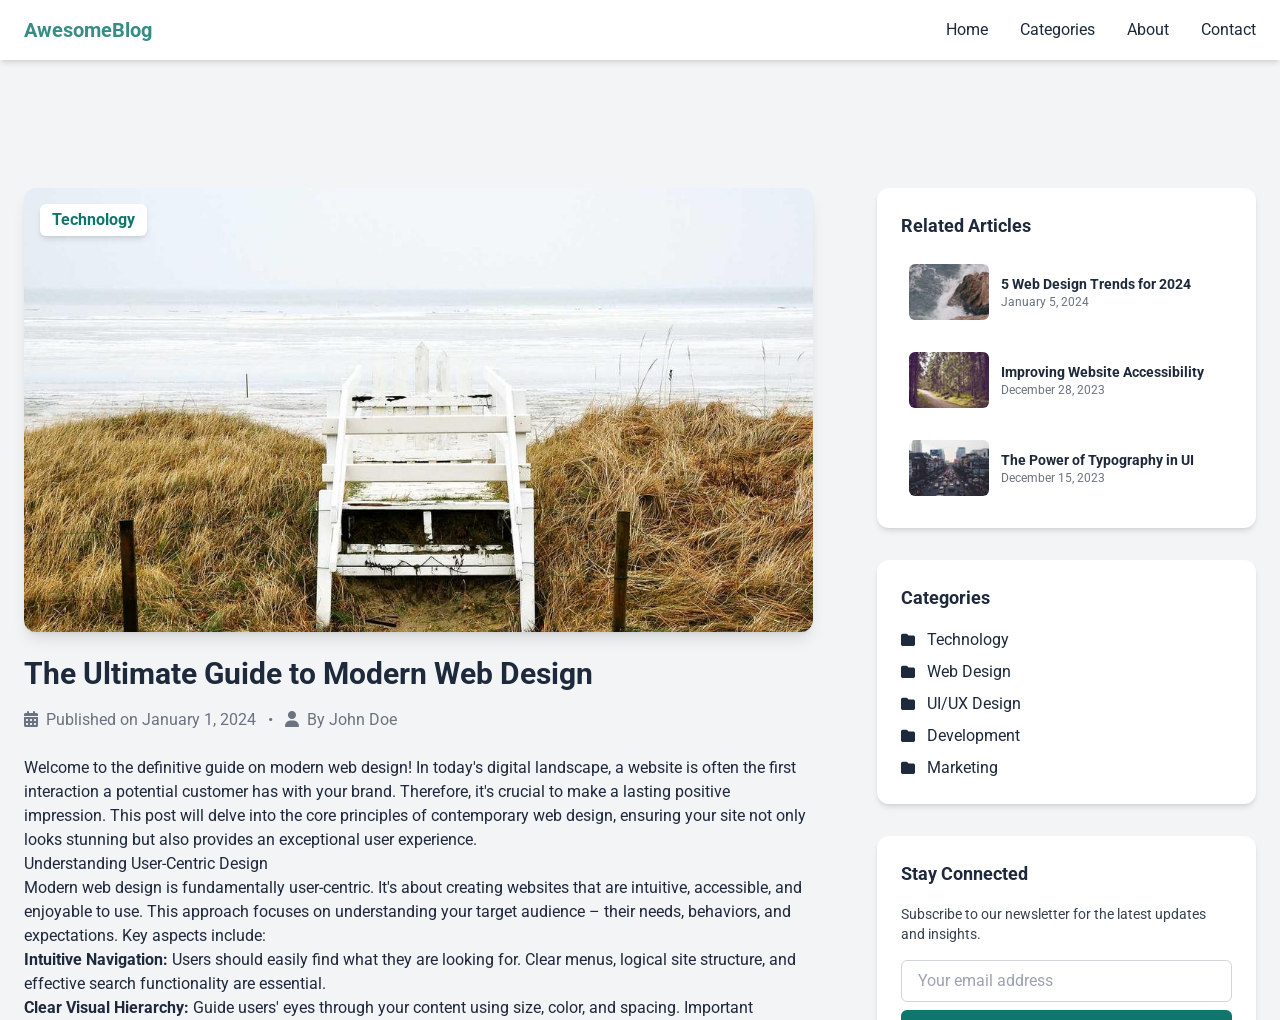 AwesomeBlog
Home
Categories
About
Contact
Technology
The Ultimate Guide to Modern Web Design
Published on January 1, 2024 • By John Doe
Welcome to the definitive guide on modern web design! In today's digital landscape, a website is often the first
interaction a potential customer has with your brand. Therefore, it's crucial to make a lasting positive
impression. This post will delve into the core principles of contemporary web design, ensuring your site not only
looks stunning but also provides an exceptional user experience.
Understanding User-Centric Design
Modern web design is fundamentally user-centric. It's about creating websites that are intuitive, accessible, and
enjoyable to use. This approach focuses on understanding your target audience – their needs, behaviors, and
expectations. Key aspects include:
Intuitive Navigation: Users should easily find what they are looking for. Clear menus, logical site structure, and
effective search functionality are essential.
Clear Visual Hierarchy: Guide users' eyes through your content using size, color, and spacing. Important
Related Articles
5 Web Design Trends for 2024
January 5, 2024
Improving Website Accessibility
December 28, 2023
The Power of Typography in UI
December 15, 2023
Categories
Technology
Web Design
UI/UX Design
Development
Marketing
Stay Connected
Subscribe to our newsletter for the latest updates
and insights.
Your email address